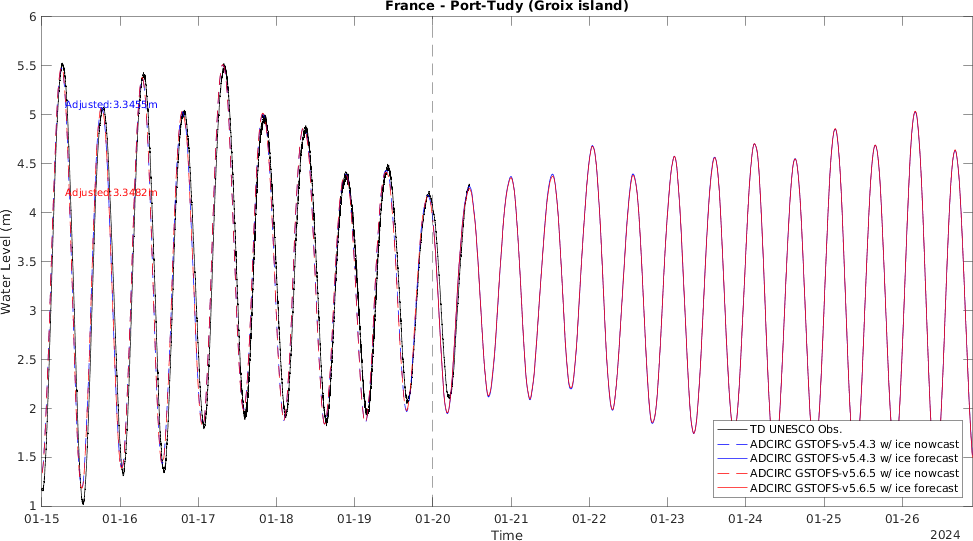 France - Port-Tudy (Groix island)
6
5.5
5
4.5
4
3.5
3
2.5
2
1.5
1
Water Level (m)
Adjusted:3.3455m
Adjusted:3.3482m
TD UNESCO Obs.
ADCIRC GSTOFS-v5.4.3 w/ ice nowcast
ADCIRC GSTOFS-v5.4.3 w/ ice forecast
ADCIRC GSTOFS-v5.6.5 w/ ice nowcast
ADCIRC GSTOFS-v5.6.5 w/ ice forecast
01-15 01-16 01-17 01-18 01-19 01-20 01-21 01-22 01-23 01-24 01-25 01-26
Time
2024